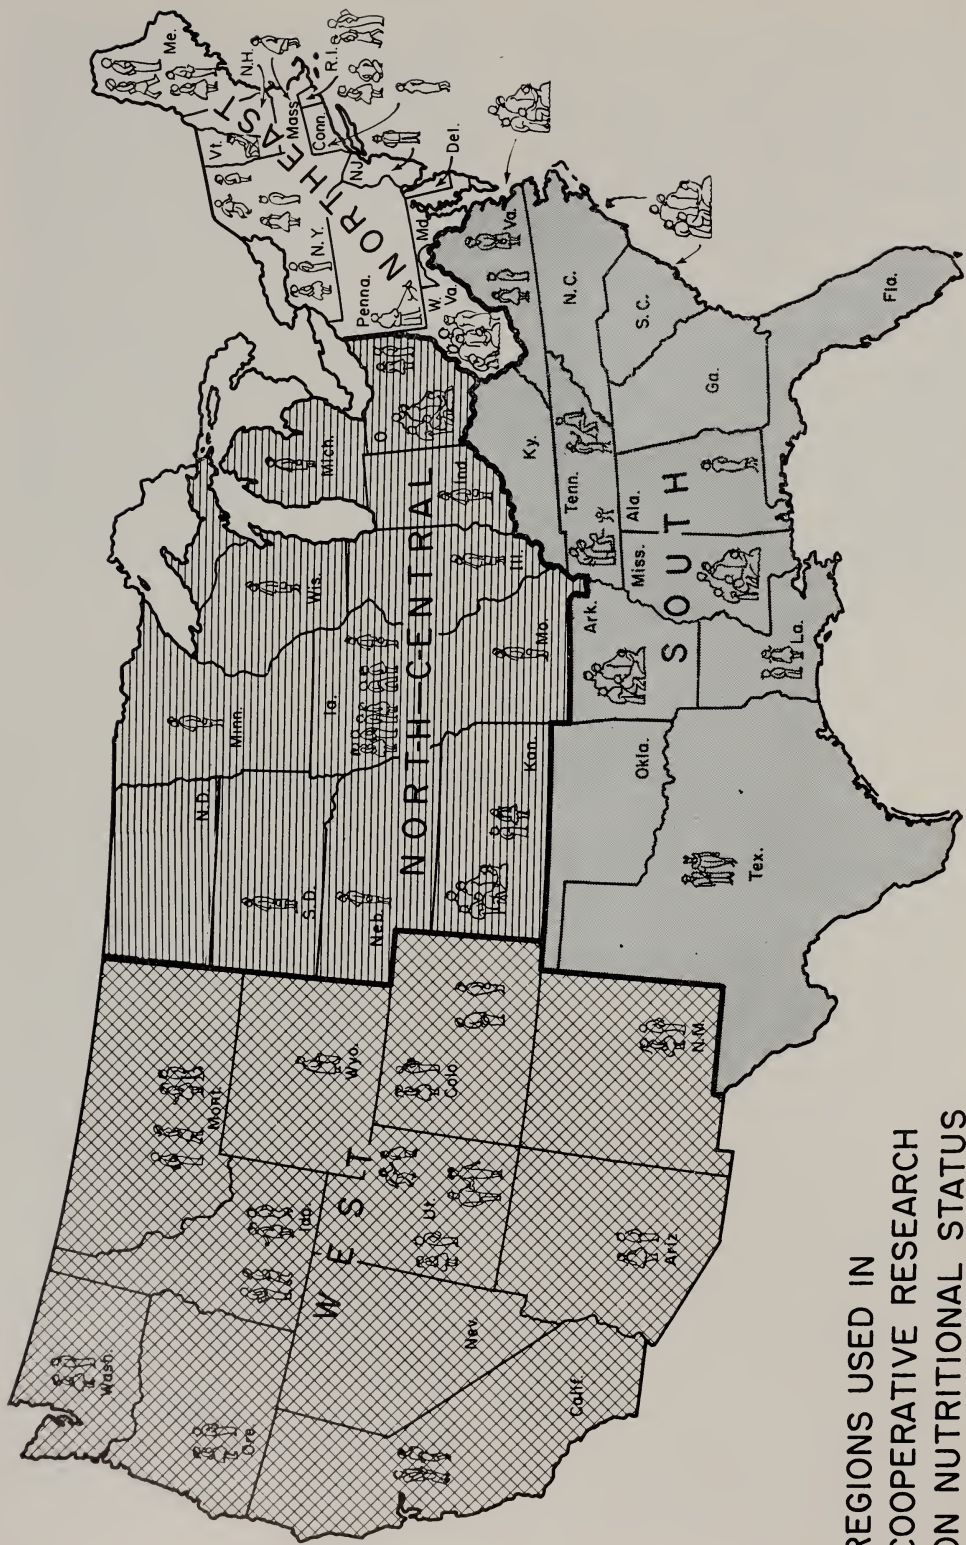 REGIONS USED IN
COOPERATIVE RESEARCH
ON NUTRITIONAL STATUS
WEST
Wash.
Ore.
Calif.
Nev.
Ida.
Mont.
Wyo.
Ut.
Colo.
Ariz.
N.M.
NORTH-CENTRAL
N.D.
S.D.
Neb.
Kan.
Minn.
Ia.
Mo.
Wis.
Ill.
Mich.
Ind.
O.
SOUTH
Tex.
Okla.
Ark.
La.
Miss.
Ala.
Tenn.
Ky.
Ga.
Fla.
S.C.
N.C.
Va.
NORTHEAST
W. Va.
Md.
Del.
Penna.
N.J.
N.Y.
Conn.
R.I.
Mass.
Vt.
N.H.
Me.